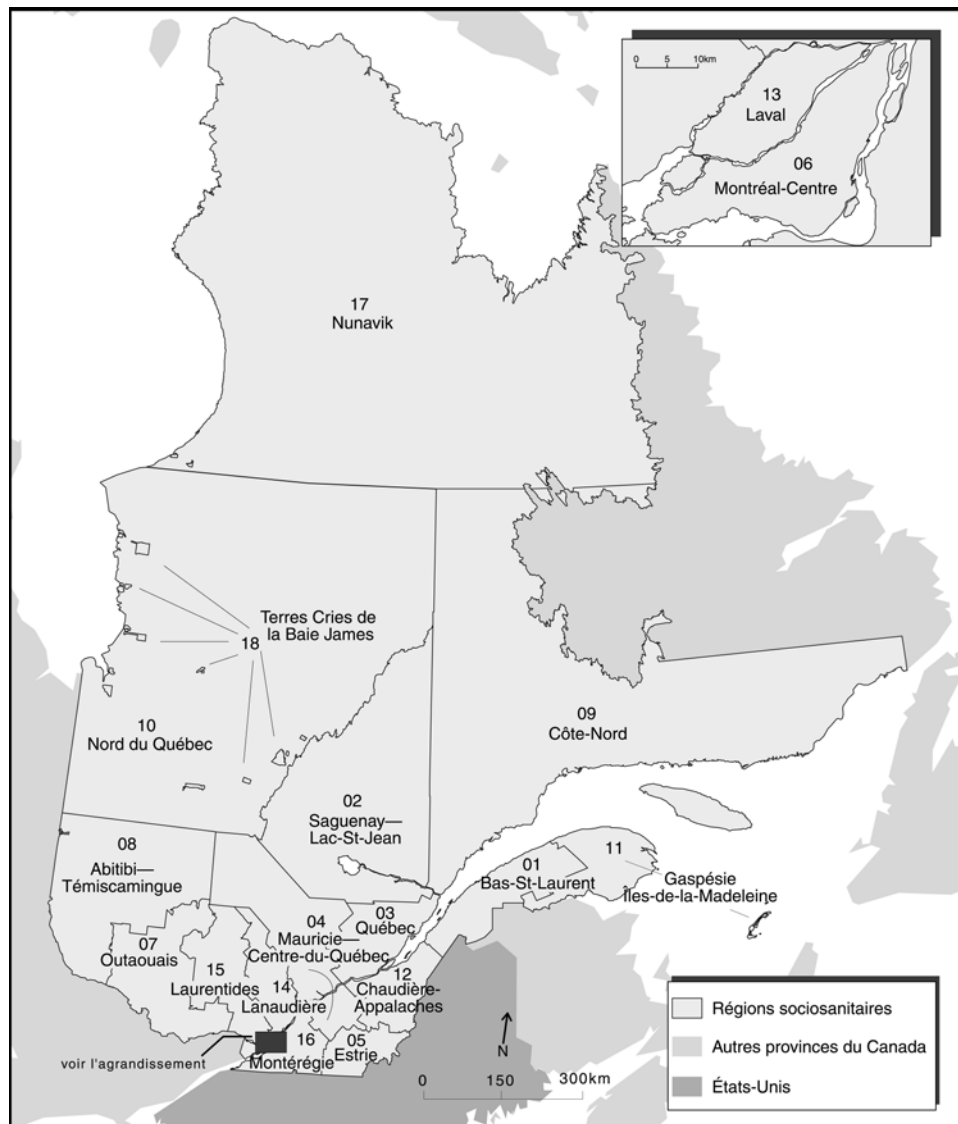 0 5 10km
13
Laval
06
Montréal-Centre
17
Nunavik
Terres Cries de
la Baie James
18
10
Nord du Québec
09
Côte-Nord
02
Saguenay—
Lac-St-Jean
08
Abitibi—
Témiscamingue
01
Bas-St-Laurent
11
Gaspésie
Îles-de-la-Madeleine
03
Québec
04
Mauricie—
Centre-du-Québec
07
Outaouais
15
Laurentides
14
Lanaudière
12
Chaudière-
Appalaches
16
Montérégie
05
Estrie
voir l'agrandissement
N
0 150 300km
Régions sociosanitaires
Autres provinces du Canada
États-Unis